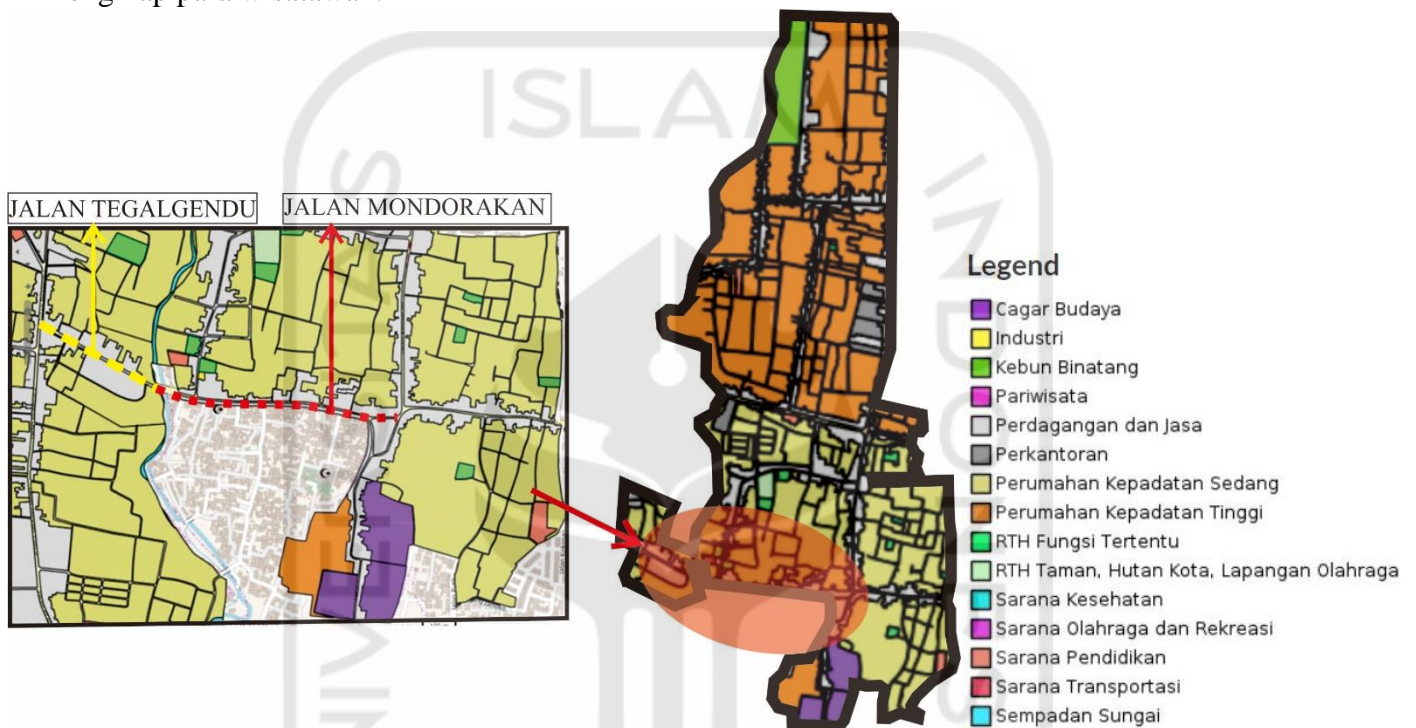 ISLAM
JALAN TEGALGENDU
JALAN MONDORAKAN
Legend
Cagar Budaya
Industri
Kebun Binatang
Pariwisata
Perdagangan dan Jasa
Perkantoran
Perumahan Kepadatan Sedang
Perumahan Kepadatan Tinggi
RTH Fungsi Tertentu
RTH Taman, Hutan Kota, Lapangan Olahraga
Sarana Kesehatan
Sarana Olahraga dan Rekreasi
Sarana Pendidikan
Sarana Transportasi
Sempadan Sungai